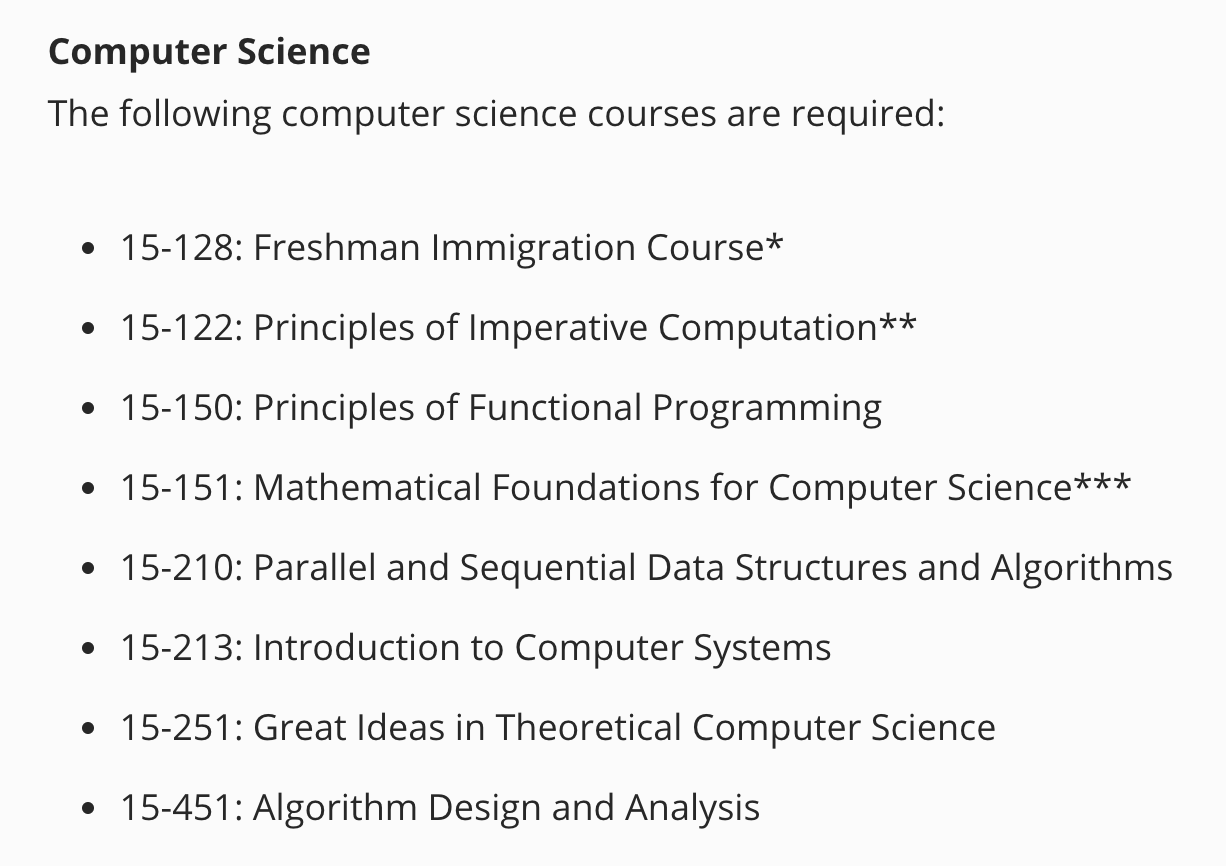 Computer Science
The following computer science courses are required:
• 15-128: Freshman Immigration Course*
• 15-122: Principles of Imperative Computation**
• 15-150: Principles of Functional Programming
• 15-151: Mathematical Foundations for Computer Science***
• 15-210: Parallel and Sequential Data Structures and Algorithms
• 15-213: Introduction to Computer Systems
• 15-251: Great Ideas in Theoretical Computer Science
• 15-451: Algorithm Design and Analysis